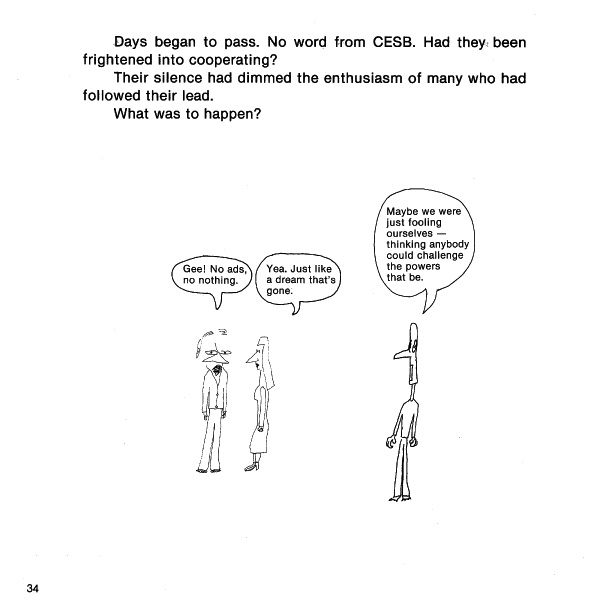 Days began to pass. No word from CESB. Had they been
frightened into cooperating?
Their silence had dimmed the enthusiasm of many who had
followed their lead.
What was to happen?
Gee! No ads,
no nothing.
Yea. Just like
a dream that's
gone.
Maybe we were
just fooling
ourselves —
thinking anybody
could challenge
the powers
that be.
34